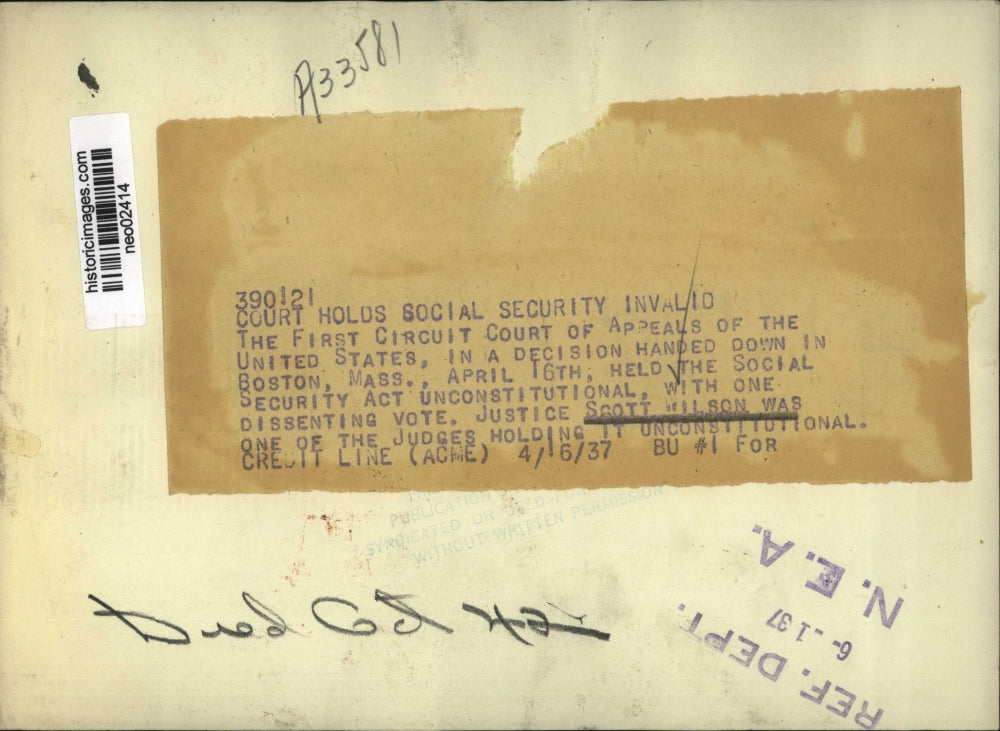 A33581
historicimages.com
neo02414
390121
COURT HOLDS SOCIAL SECURITY INVALID
THE FIRST CIRCUIT COURT OF APPEALS OF THE
UNITED STATES, IN A DECISION HANDED DOWN IN
BOSTON, MASS., APRIL 16TH, HELD THE SOCIAL
SECURITY ACT UNCONSTITUTIONAL, WITH ONE
DISSENTING VOTE. JUSTICE SCOTT WILSON WAS
ONE OF THE JUDGES HOLDING IT UNCONSTITUTIONAL.
CREDIT LINE (ACME) 4/16/37 BU #1 FOR
PUBLICATION
SYNDICATED OR USED FOR
WITHOUT WRITTEN PERMISSION
Died Oct
N.E.A.
6-_137
REF. DEPT.